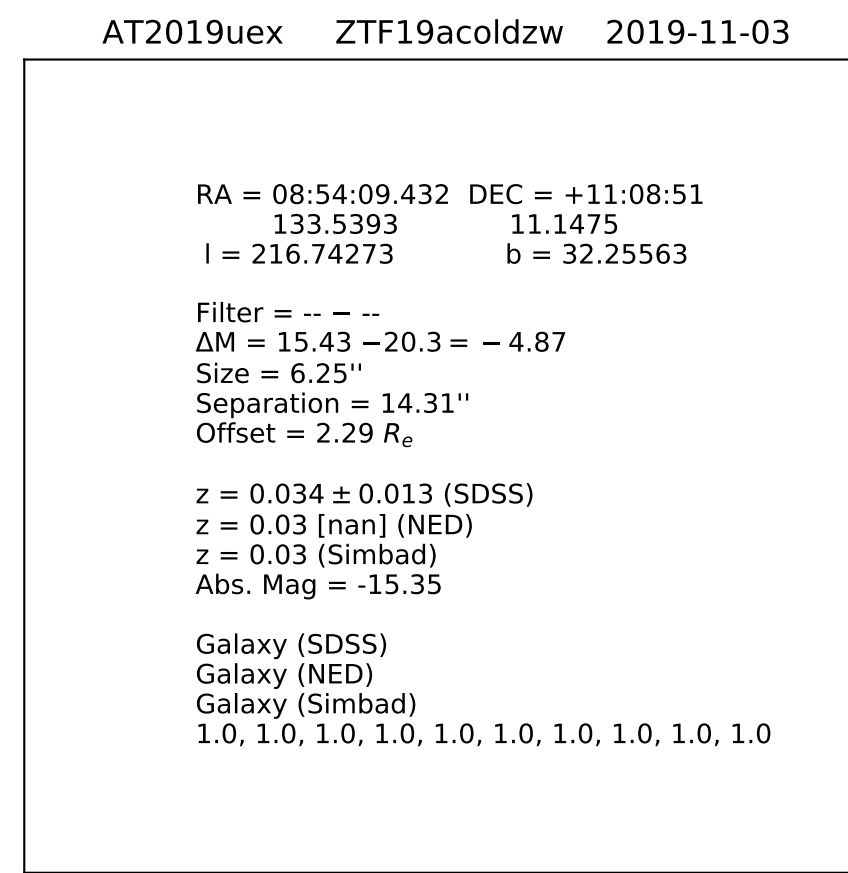 AT2019uex ZTF19acoldzw 2019-11-03
RA = 08:54:09.432 DEC = +11:08:51
133.5393 11.1475
l = 216.74273 b = 32.25563
Filter = -- − --
ΔM = 15.43 −20.3 = − 4.87
Size = 6.25''
Separation = 14.31''
Offset = 2.29 Re
z = 0.034 ± 0.013 (SDSS)
z = 0.03 [nan] (NED)
z = 0.03 (Simbad)
Abs. Mag = -15.35
Galaxy (SDSS)
Galaxy (NED)
Galaxy (Simbad)
1.0, 1.0, 1.0, 1.0, 1.0, 1.0, 1.0, 1.0, 1.0, 1.0